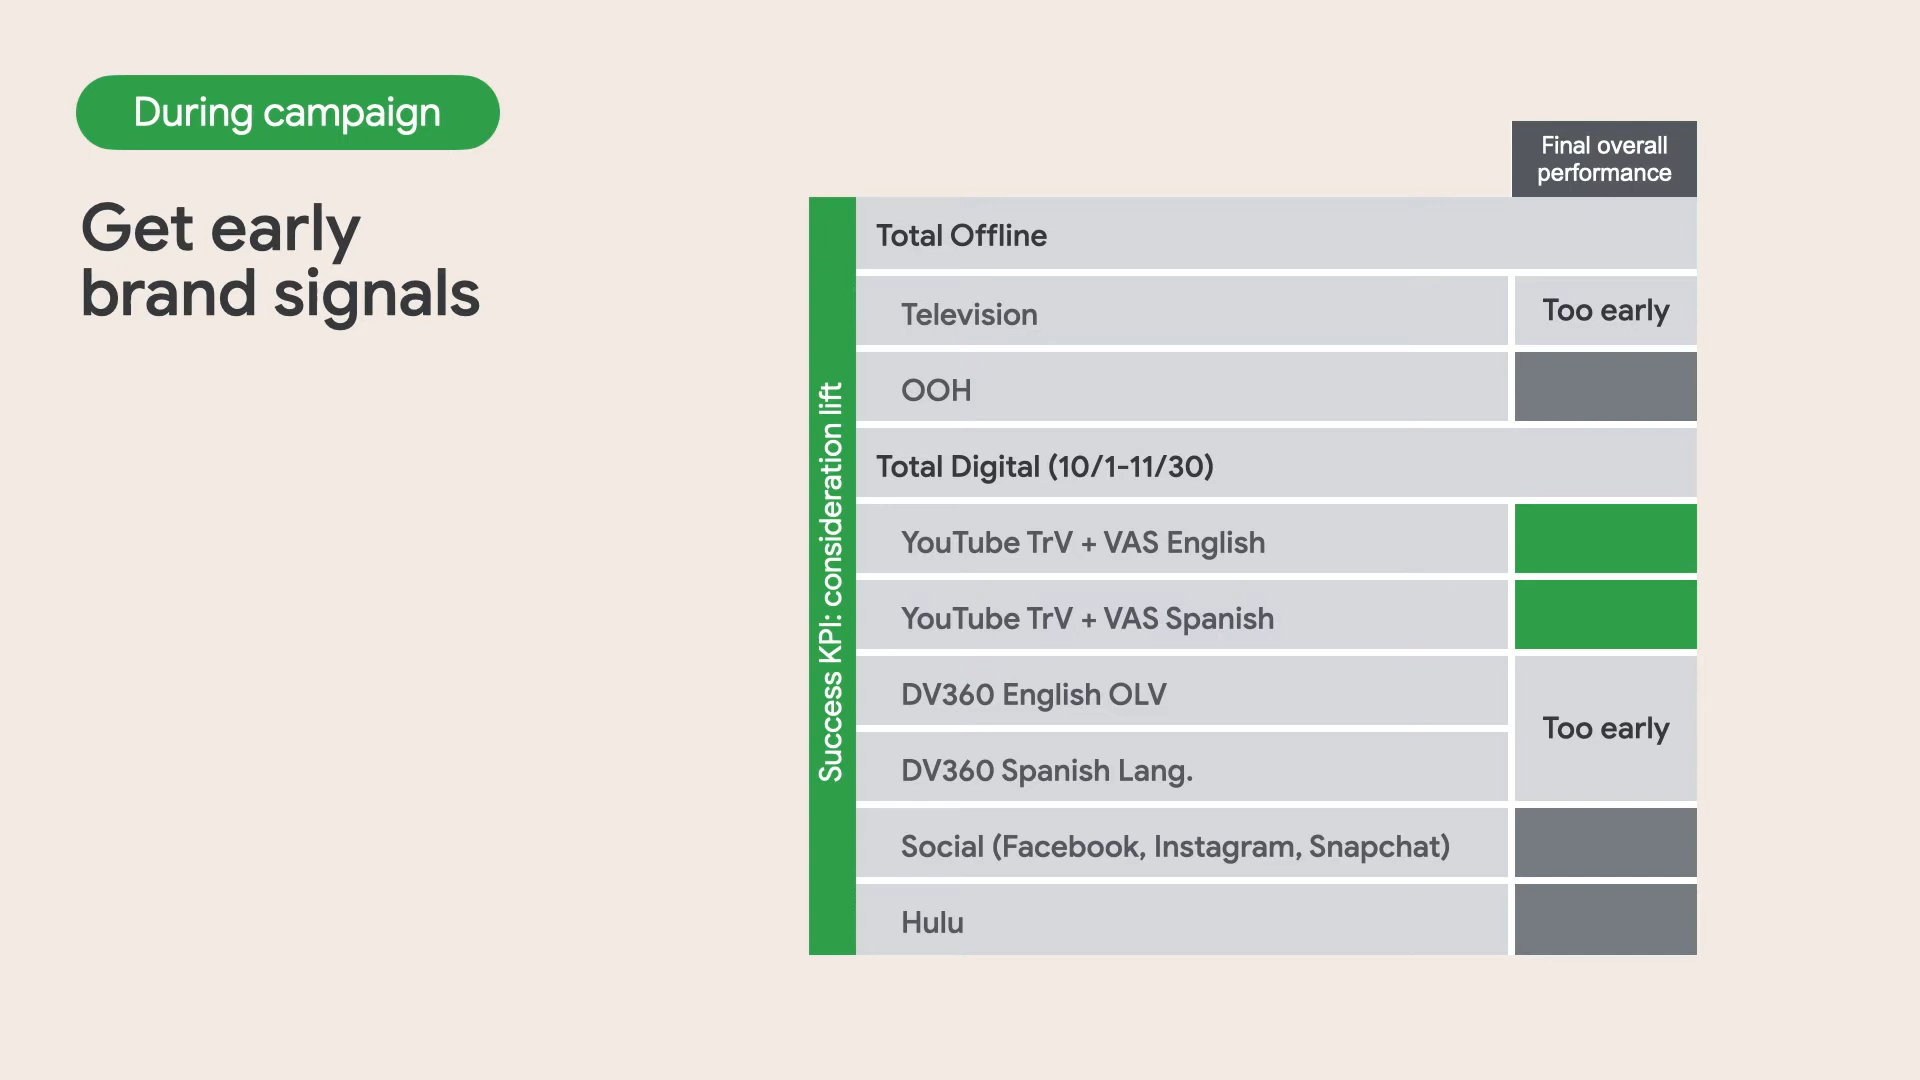 During campaign
Get early
brand signals
Final overall
performance
Success KPI: consideration lift
Total Offline
Television
Too early
OOH
Total Digital (10/1-11/30)
YouTube TrV + VAS English
YouTube TrV + VAS Spanish
DV360 English OLV
Too early
DV360 Spanish Lang.
Social (Facebook, Instagram, Snapchat)
Hulu